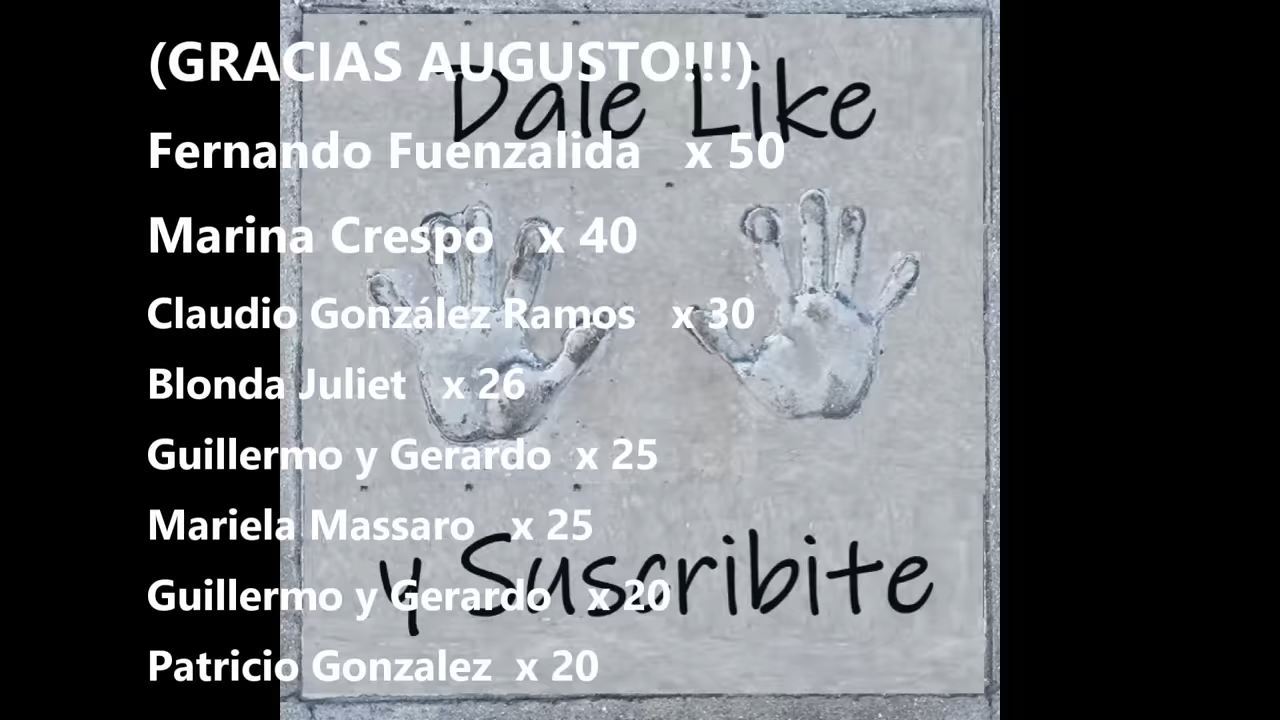 (GRACIAS AUGUSTO!!!)
Dale Like
Fernando Fuenzalida x 50
Marina Crespo x 40
Claudio González Ramos x 30
Blonda Juliet x 26
Guillermo y Gerardo x 25
Mariela Massaro x 25
y Suscribite
Guillermo y Gerardo x 20
Patricio Gonzalez x 20